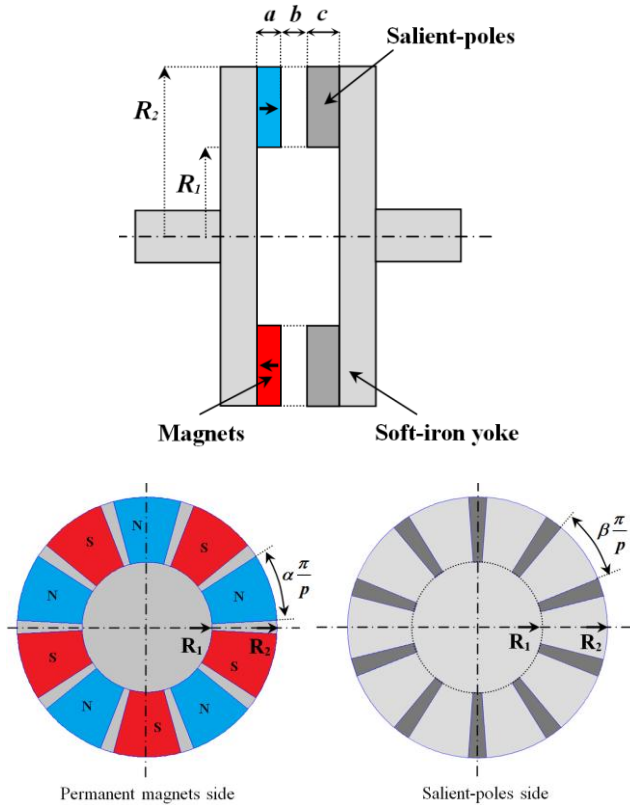 a b c
Salient-poles
R₂
R₁
Magnets
Soft-iron yoke
N
S
S
α π/p
β π/p
N
N
R₁ R₂
R₁ R₂
S
S
N
N
S
Permanent magnets side
Salient-poles side